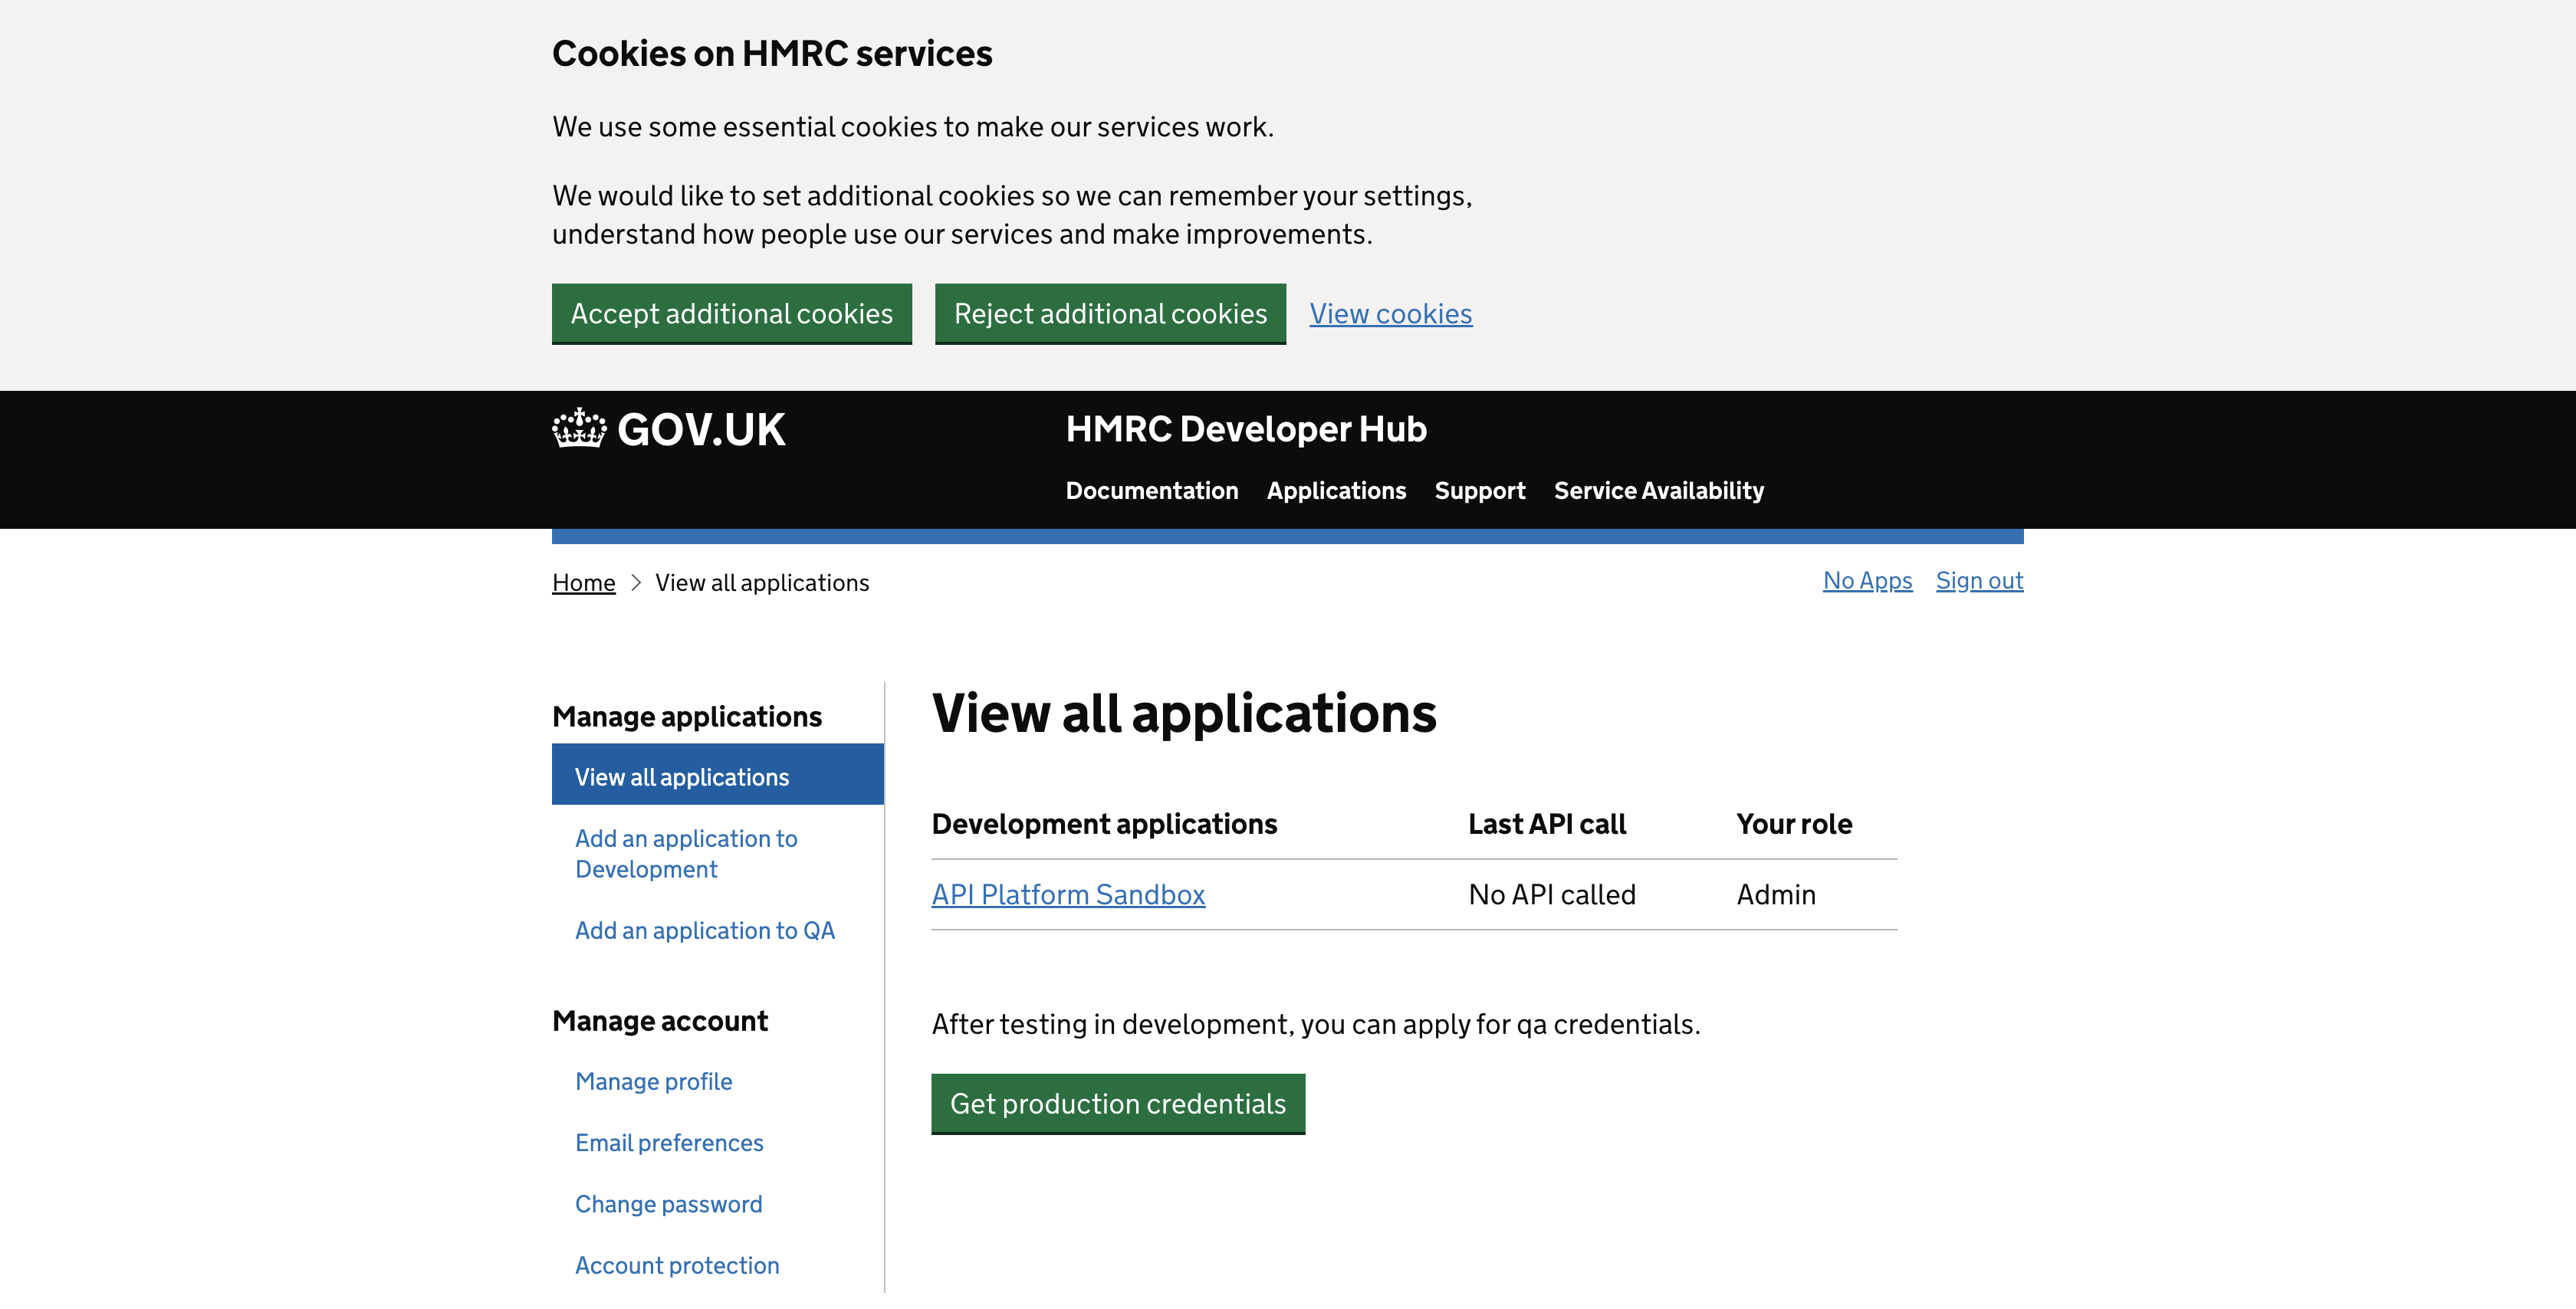 Cookies on HMRC services
We use some essential cookies to make our services work.
We would like to set additional cookies so we can remember your settings,
understand how people use our services and make improvements.
Accept additional cookies
Reject additional cookies
View cookies
GOV.UK
HMRC Developer Hub
Documentation
Applications
Support
Service Availability
Home
View all applications
No Apps
Sign out
Manage applications
View all applications
Add an application to
Development
Add an application to QA
Manage account
Manage profile
Email preferences
Change password
Account protection
View all applications
Development applications
Last API call
Your role
API Platform Sandbox
No API called
Admin
After testing in development, you can apply for qa credentials.
Get production credentials